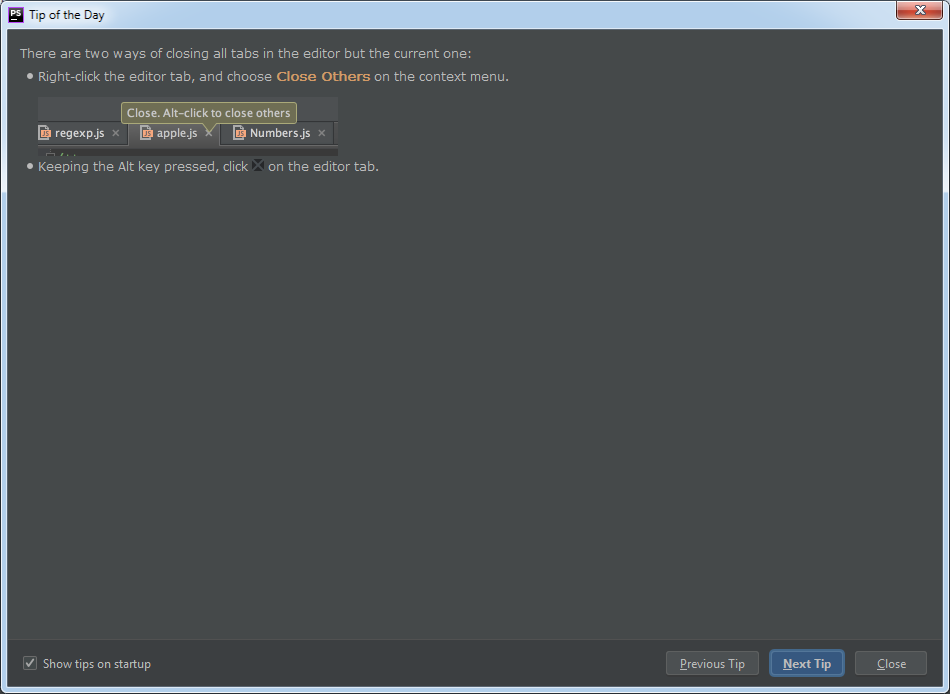 PS Tip of the Day
There are two ways of closing all tabs in the editor but the current one:
• Right-click the editor tab, and choose Close Others on the context menu.
Close. Alt-click to close others
JS regexp.js × JS apple.js × JS Numbers.js ×
• Keeping the Alt key pressed, click on the editor tab.
Show tips on startup Previous Tip Next Tip Close